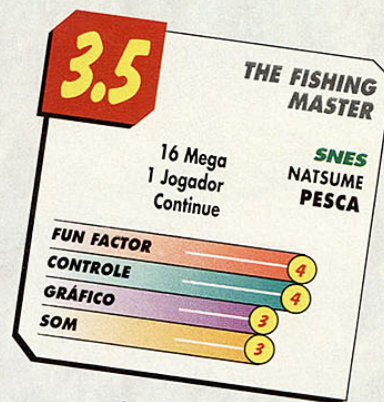 3.5
THE FISHING
MASTER
16 Mega
1 Jogador
Continue
SNES
NATSUME
PESCA
FUN FACTOR 4
CONTROLE 4
GRÁFICO 3
SOM 3